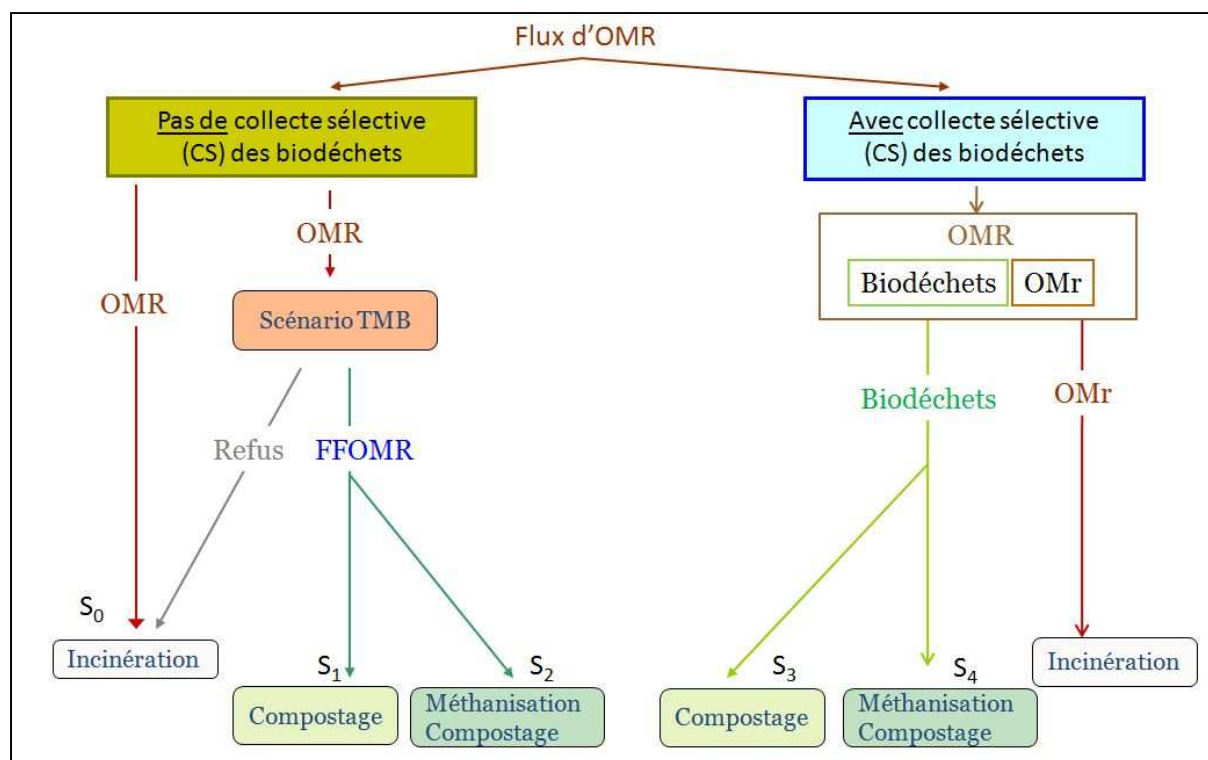 Flux d'OMR
Pas de collecte sélective
(CS) des biodéchets
Avec collecte sélective
(CS) des biodéchets
OMR
OMR
Biodéchets
OMr
OMR
Scénario TMB
Biodéchets
OMr
Refus
FFOMR
S0
Incinération
S1
Compostage
S2
Méthanisation
Compostage
S3
Compostage
S4
Méthanisation
Compostage
Incinération